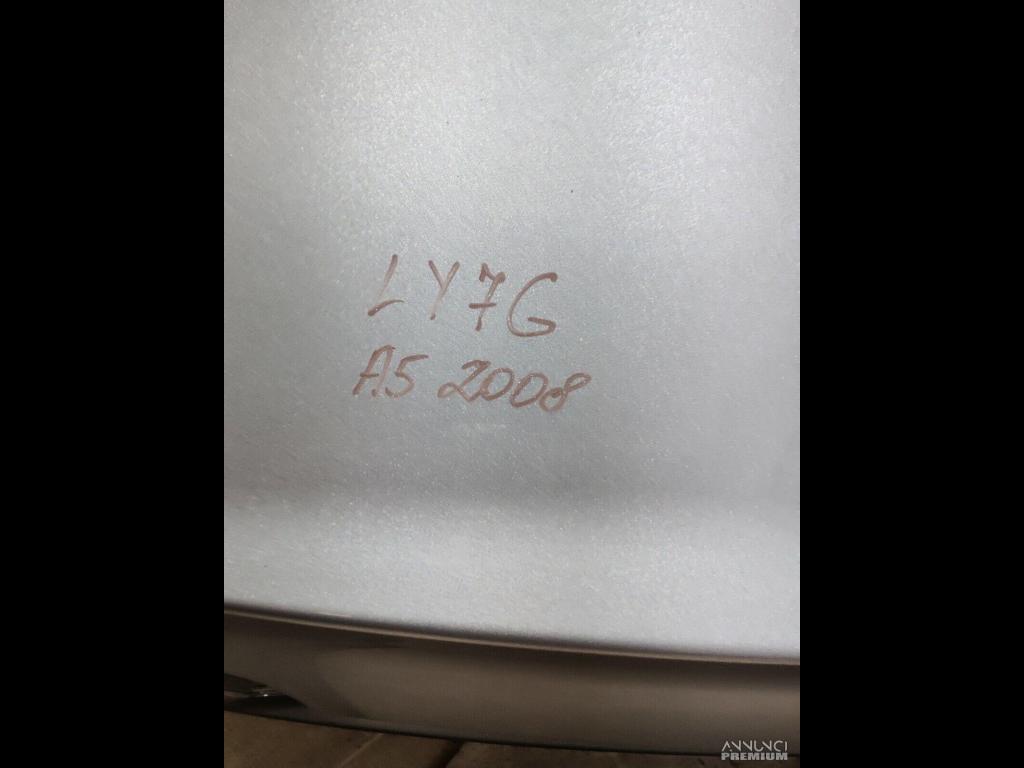 LY7G
A5 2008
ANNUNCI
PREMIUM